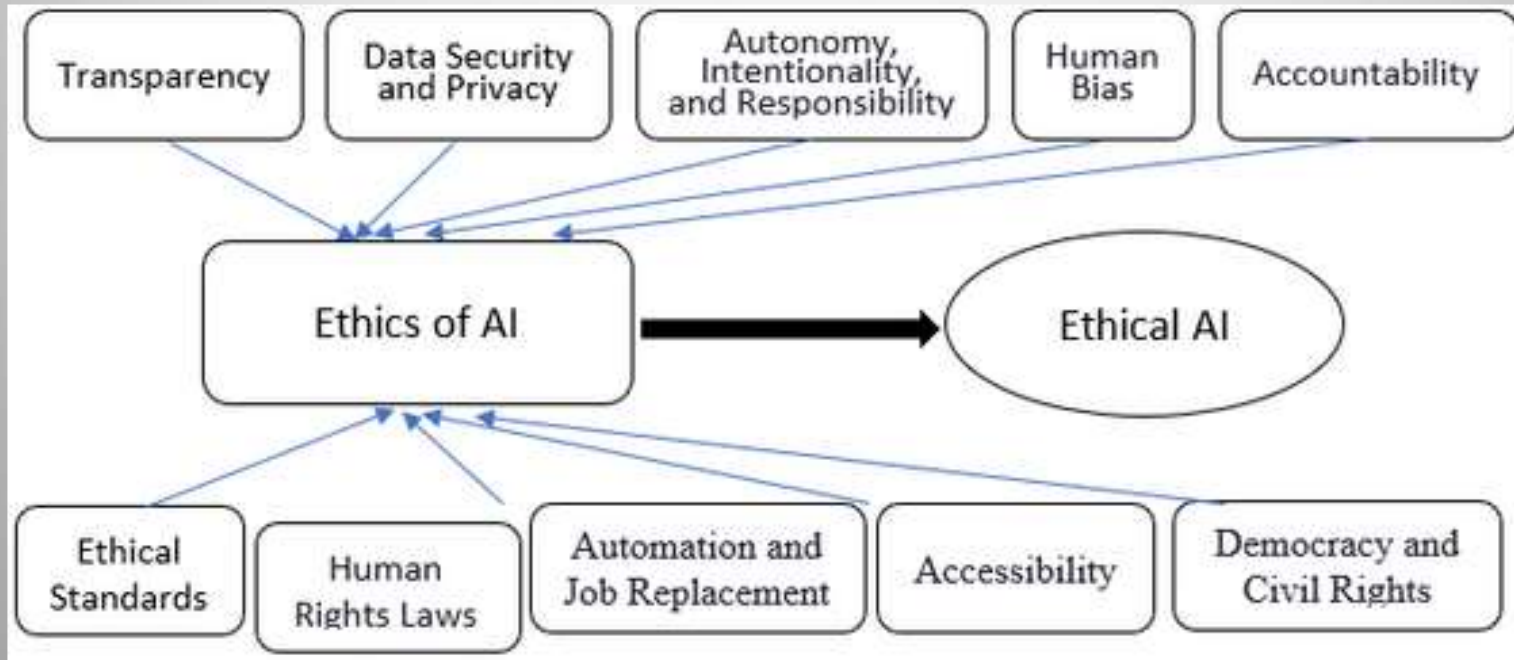 Transparency
Data Security
and Privacy
Autonomy,
Intentionality,
and Responsibility
Human
Bias
Accountability
Ethics of AI
Ethical AI
Ethical
Standards
Human
Rights Laws
Automation and
Job Replacement
Accessibility
Democracy and
Civil Rights